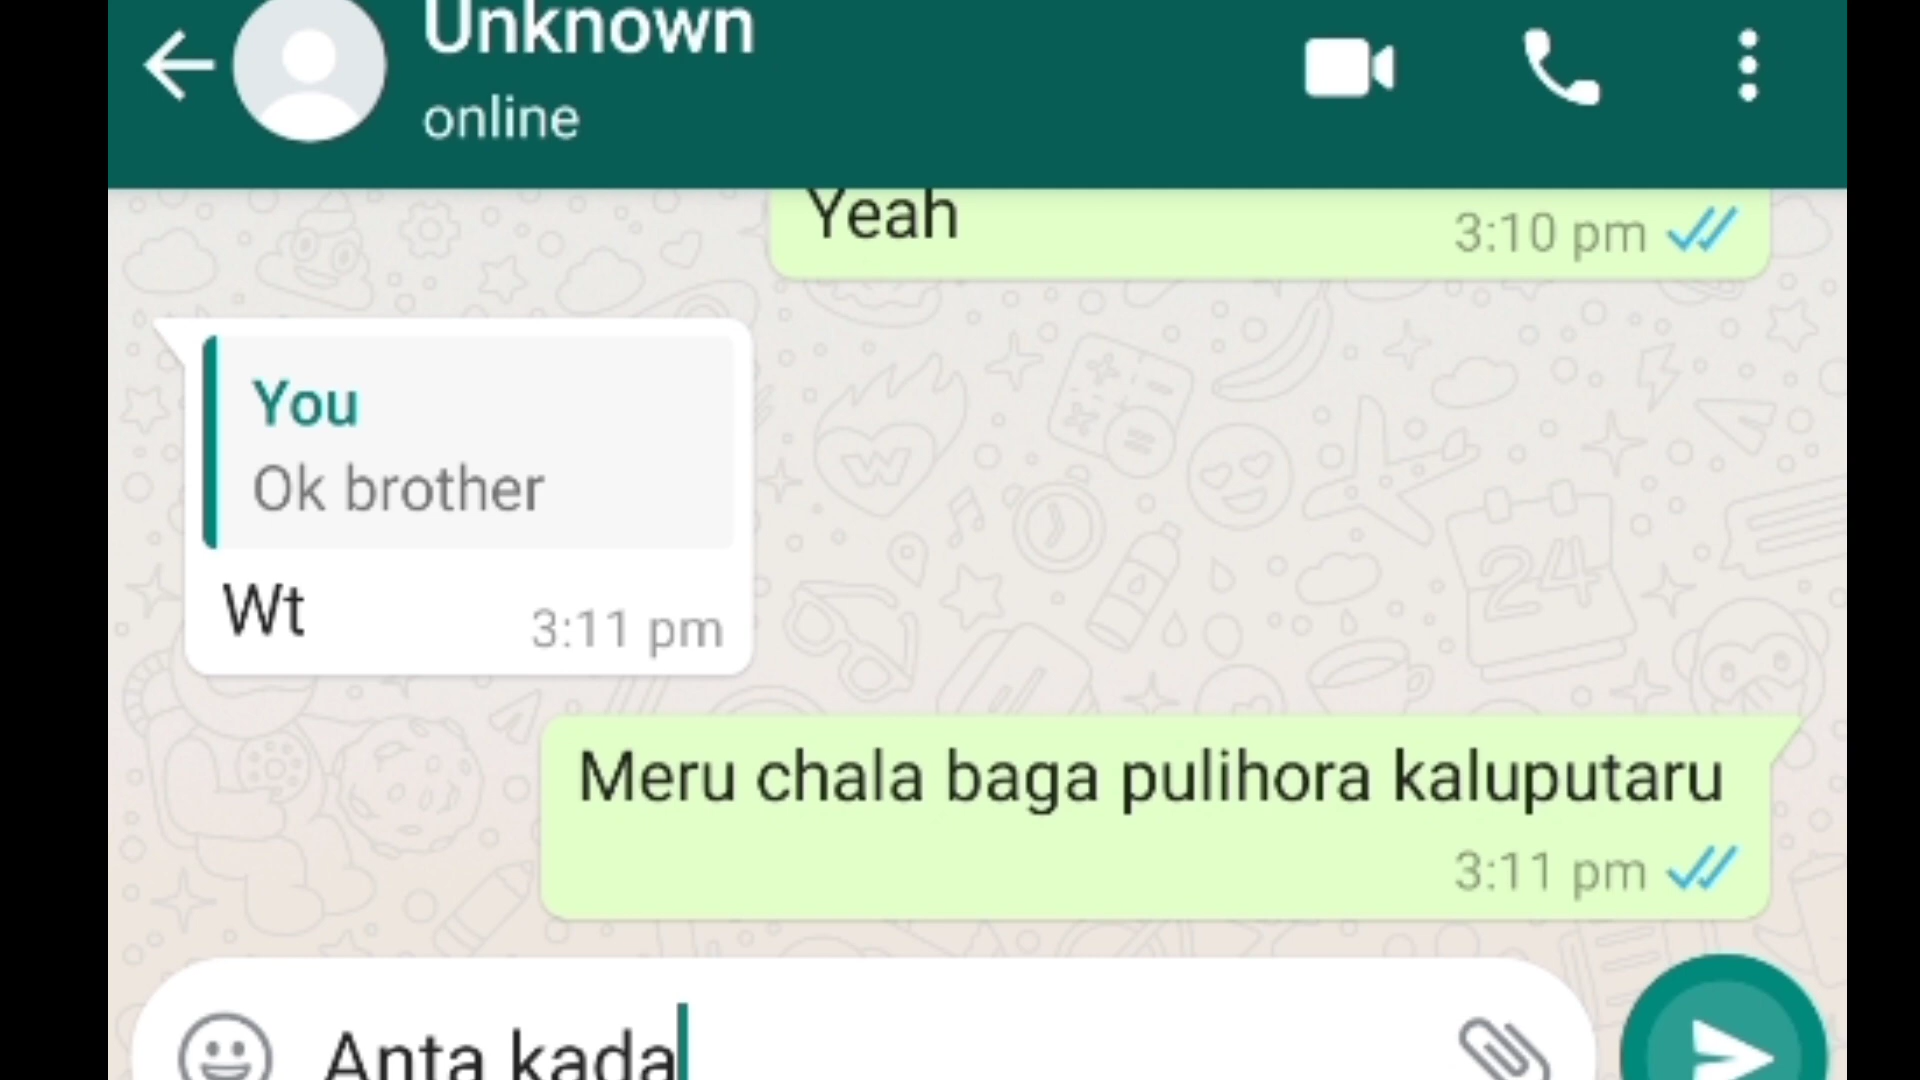 Unknown
online
Yeah
3:10 pm
You
Ok brother
Wt
3:11 pm
Meru chala baga pulihora kaluputaru
3:11 pm
Anta kada